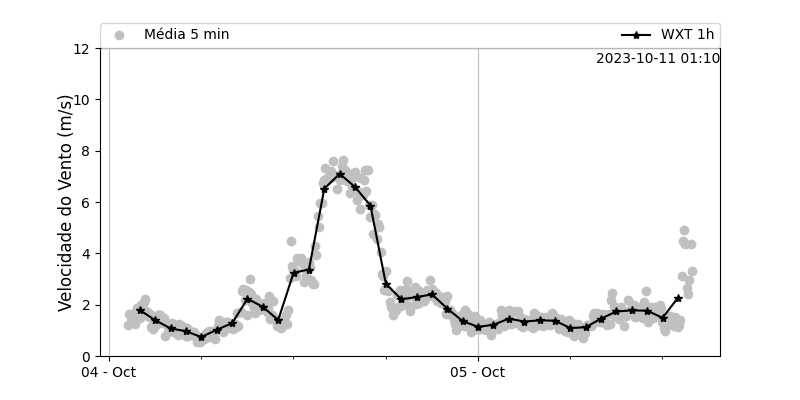 Média 5 min
WXT 1h
2023-10-11 01:10
Velocidade do Vento (m/s)
12
10
8
6
4
2
0
04 - Oct
05 - Oct